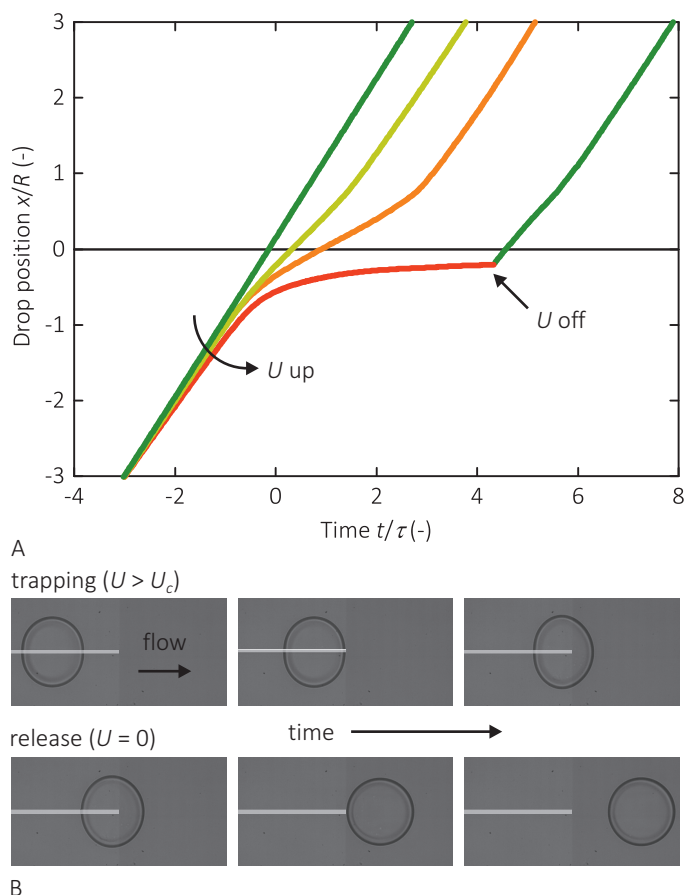 3
2
1
0
-1
-2
-3
Drop position x/R (-)
U off
U up
-4 -2 0 2 4 6 8
Time t/τ (-)
A
trapping (U > U_c)
flow
time
release (U = 0)
B